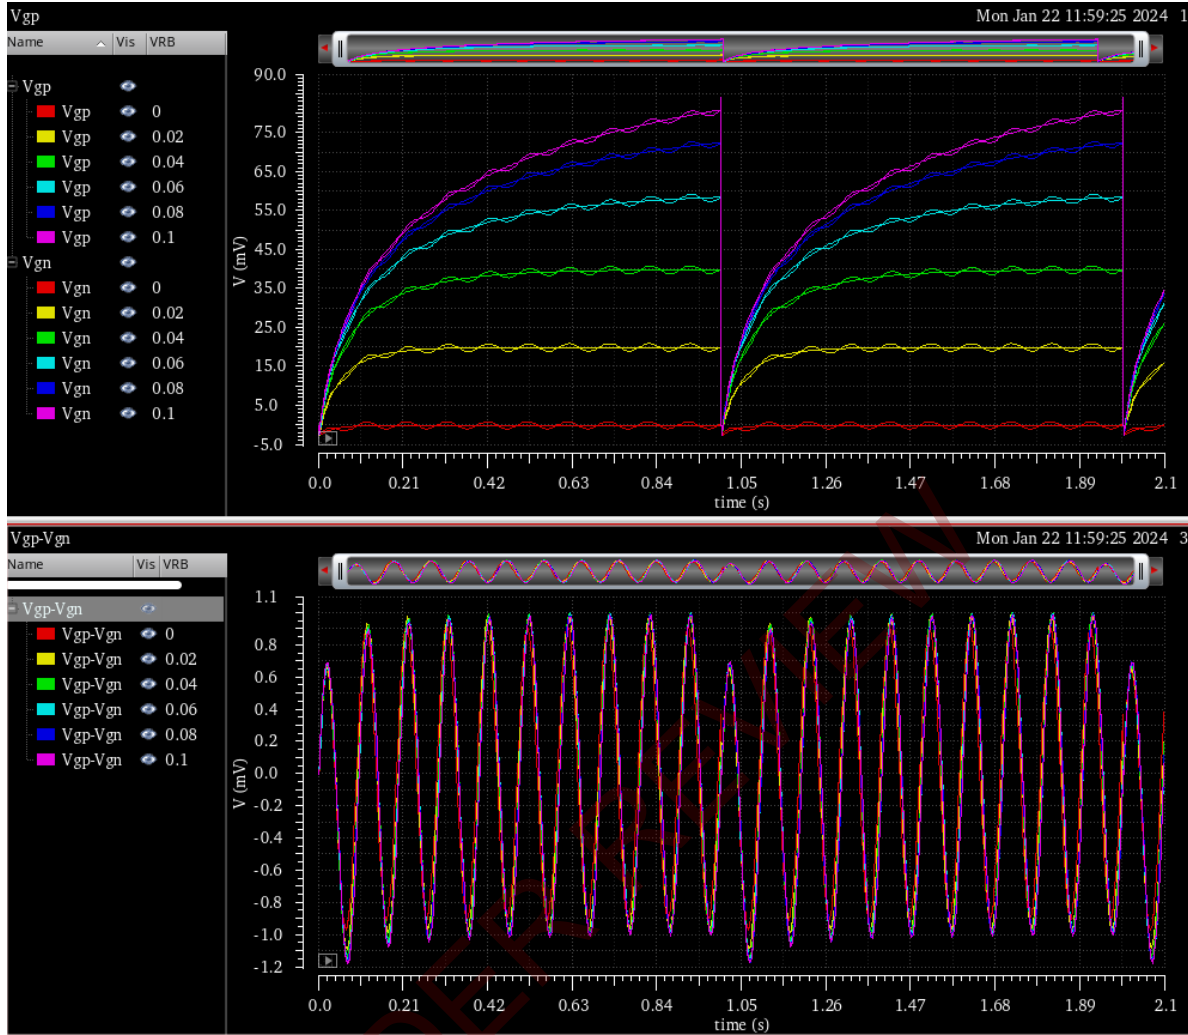 Vgp Mon Jan 22 11:59:25 2024 1
Name Vis VRB
Vgp
Vgp 0
Vgp 0.02
Vgp 0.04
Vgp 0.06
Vgp 0.08
Vgp 0.1
Vgn
Vgn 0
Vgn 0.02
Vgn 0.04
Vgn 0.06
Vgn 0.08
Vgn 0.1
V (mV)
90.0
75.0
65.0
55.0
45.0
35.0
25.0
15.0
5.0
-5.0
0.0 0.21 0.42 0.63 0.84 1.05 1.26 1.47 1.68 1.89 2.1
time (s)
Vgp-Vgn Mon Jan 22 11:59:25 2024 3
Name Vis VRB
Vgp-Vgn
Vgp-Vgn 0
Vgp-Vgn 0.02
Vgp-Vgn 0.04
Vgp-Vgn 0.06
Vgp-Vgn 0.08
Vgp-Vgn 0.1
V (mV)
1.1
0.8
0.6
0.4
0.2
0.0
-0.2
-0.4
-0.6
-0.8
-1.0
-1.2
0.0 0.21 0.42 0.63 0.84 1.05 1.26 1.47 1.68 1.89 2.1
time (s)
DER REVIEW